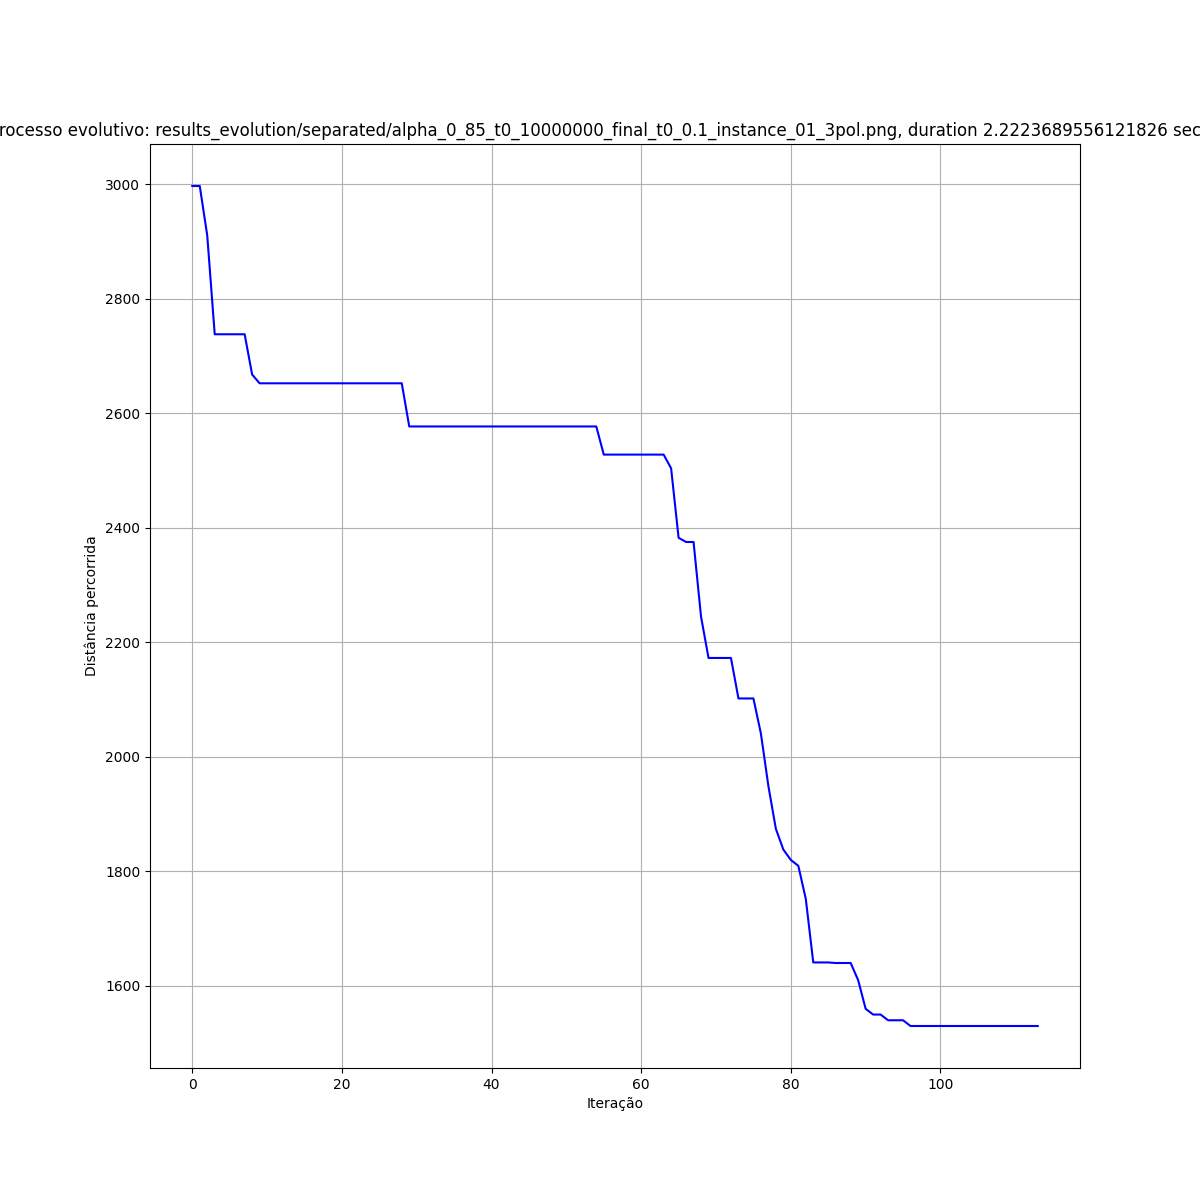 rocesso evolutivo: results_evolution/separated/alpha_0_85_t0_10000000_final_t0_0.1_instance_01_3pol.png, duration 2.2223689556121826 sec
3000
2800
2600
2400
2200
2000
1800
1600
Distância percorrida
0 20 40 60 80 100
Iteração